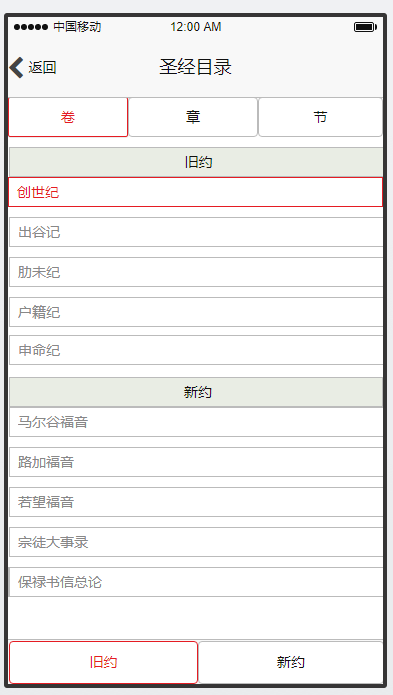 中国移动 12:00 AM
返回 圣经目录
卷 章 节
旧约
创世纪
出谷记
肋未纪
户籍纪
申命纪
新约
马尔谷福音
路加福音
若望福音
宗徒大事录
保禄书信总论
旧约 新约